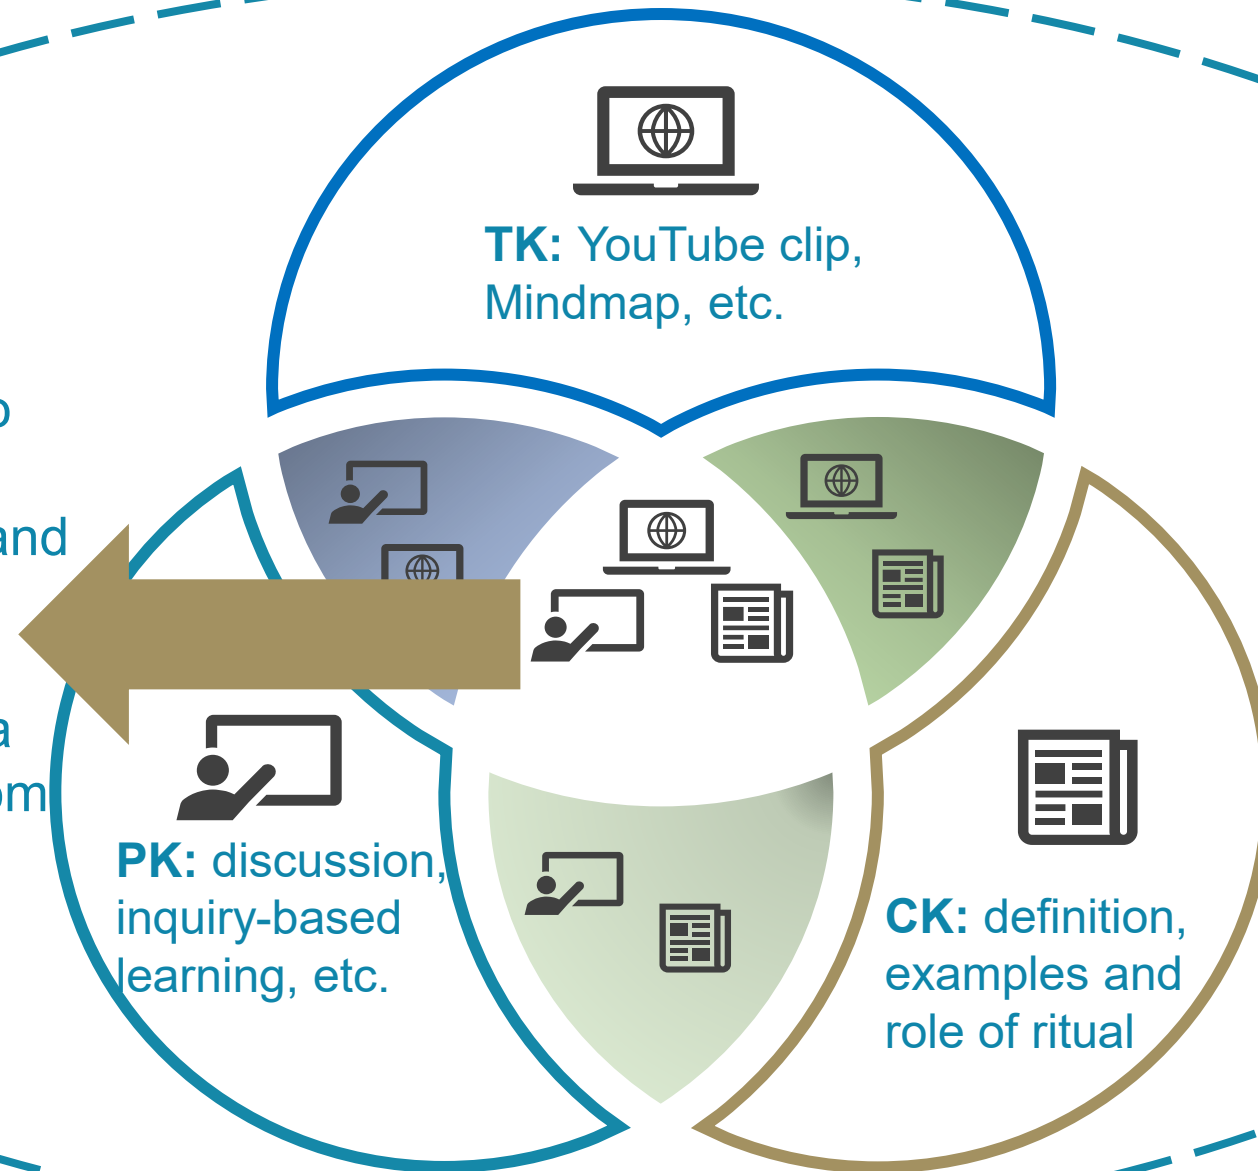 TK: YouTube clip,
Mindmap, etc.
and
a
PK: discussion,
inquiry-based
learning, etc.
CK: definition,
examples and
role of ritual